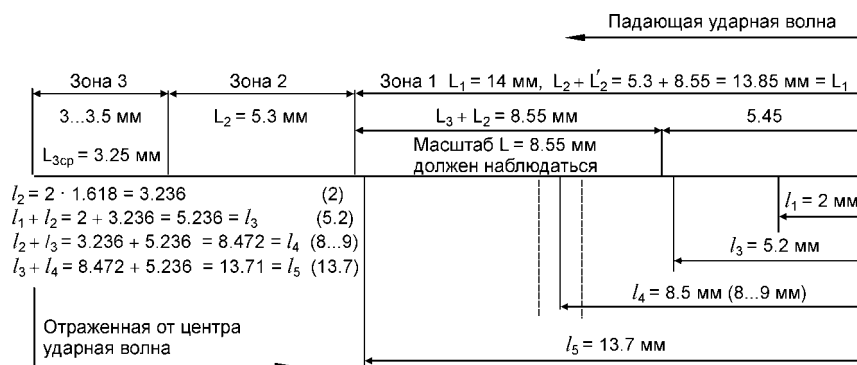 Падающая ударная волна
Зона 3
Зона 2
Зона 1 L₁ = 14 мм, L₂ + L₂′ = 5.3 + 8.55 = 13.85 мм = L₁
3...3.5 мм
L₂ = 5.3 мм
L₃ + L₂ = 8.55 мм
5.45
L₃ср = 3.25 мм
Масштаб L = 8.55 мм
должен наблюдаться
l₂ = 2 · 1.618 = 3.236 (2)
l₁ + l₂ = 2 + 3.236 = 5.236 = l₃ (5.2)
l₂ + l₃ = 3.236 + 5.236 = 8.472 = l₄ (8...9)
l₃ + l₄ = 8.472 + 5.236 = 13.71 = l₅ (13.7)
l₁ = 2 мм
l₃ = 5.2 мм
l₄ = 8.5 мм (8...9 мм)
Отраженная от центра
ударная волна
l₅ = 13.7 мм